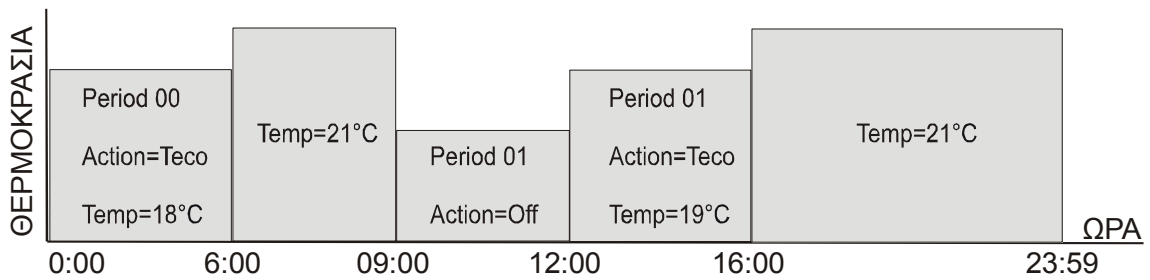 ΘΕΡΜΟΚΡΑΣΙΑ
Period 00
Action=Teco
Temp=18°C
Temp=21°C
Period 01
Action=Off
Period 01
Action=Teco
Temp=19°C
Temp=21°C
ΩΡΑ
0:00 6:00 09:00 12:00 16:00 23:59